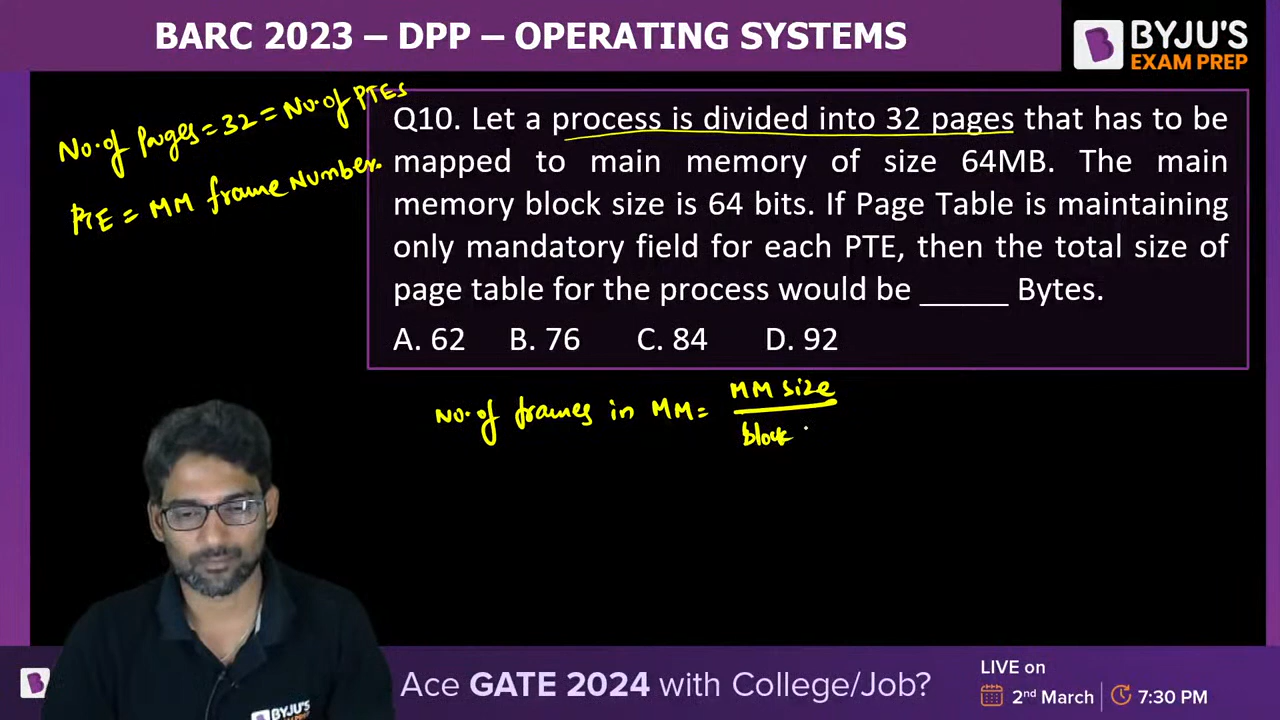 BARC 2023 – DPP – OPERATING SYSTEMS
BYJU'S
EXAM PREP
No. of Pages = 32 = No. of PTEs
PTE = MM frame Number.
Q10. Let a process is divided into 32 pages that has to be
mapped to main memory of size 64MB. The main
memory block size is 64 bits. If Page Table is maintaining
only mandatory field for each PTE, then the total size of
page table for the process would be ______ Bytes.
A. 62 B. 76 C. 84 D. 92
No. of frames in MM = MM size
block
BYJU'S
EXAM PREP
Ace GATE 2024 with College/Job?
LIVE on
2nd March | 7:30 PM